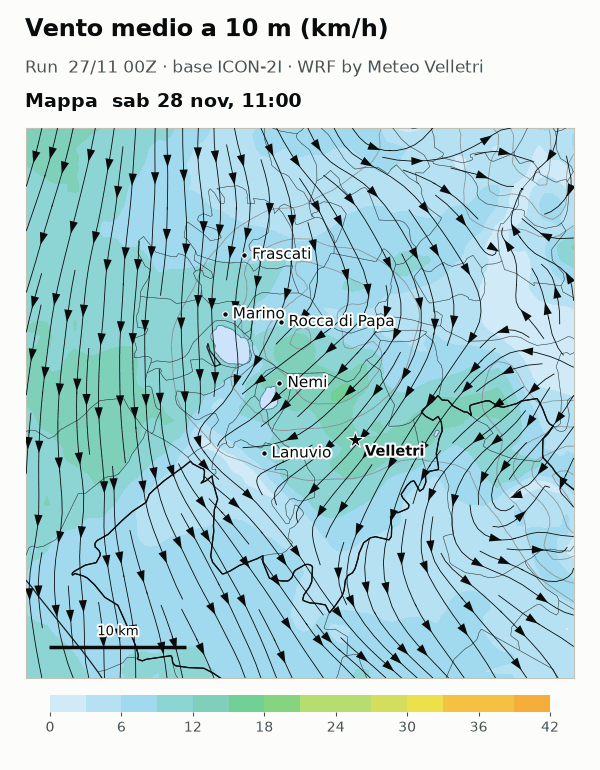 Vento medio a 10 m (km/h)
Run 27/11 00Z · base ICON-2I · WRF by Meteo Velletri
Mappa sab 28 nov, 11:00
Frascati
Marino
Rocca di Papa
Nemi
Velletri
Lanuvio
10 km
0 6 12 18 24 30 36 42